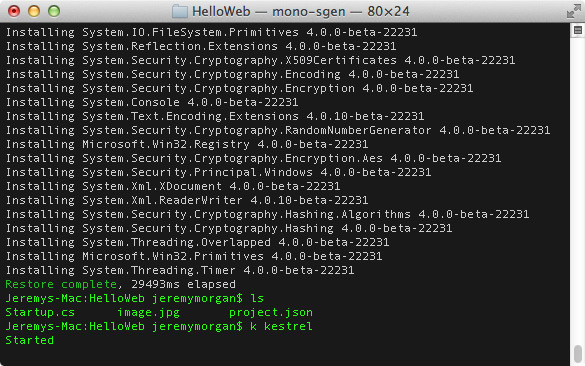 HelloWeb — mono-sgen — 80×24
Installing System.IO.FileSystem.Primitives 4.0.0-beta-22231
Installing System.Reflection.Extensions 4.0.0-beta-22231
Installing System.Security.Cryptography.X509Certificates 4.0.0-beta-22231
Installing System.Security.Cryptography.Encoding 4.0.0-beta-22231
Installing System.Security.Cryptography.Encryption 4.0.0-beta-22231
Installing System.Console 4.0.0-beta-22231
Installing System.Text.Encoding.Extensions 4.0.10-beta-22231
Installing System.Security.Cryptography.RandomNumberGenerator 4.0.0-beta-22231
Installing Microsoft.Win32.Registry 4.0.0-beta-22231
Installing System.Security.Cryptography.Encryption.Aes 4.0.0-beta-22231
Installing System.Security.Principal.Windows 4.0.0-beta-22231
Installing System.Xml.XDocument 4.0.0-beta-22231
Installing System.Xml.ReaderWriter 4.0.10-beta-22231
Installing System.Security.Cryptography.Hashing.Algorithms 4.0.0-beta-22231
Installing System.Security.Cryptography.Hashing 4.0.0-beta-22231
Installing System.Threading.Overlapped 4.0.0-beta-22231
Installing Microsoft.Win32.Primitives 4.0.0-beta-22231
Installing System.Threading.Timer 4.0.0-beta-22231
Restore complete, 29493ms elapsed
Jeremys-Mac:HelloWeb jeremymorgan$ ls
Startup.cs image.jpg project.json
Jeremys-Mac:HelloWeb jeremymorgan$ k kestrel
Started